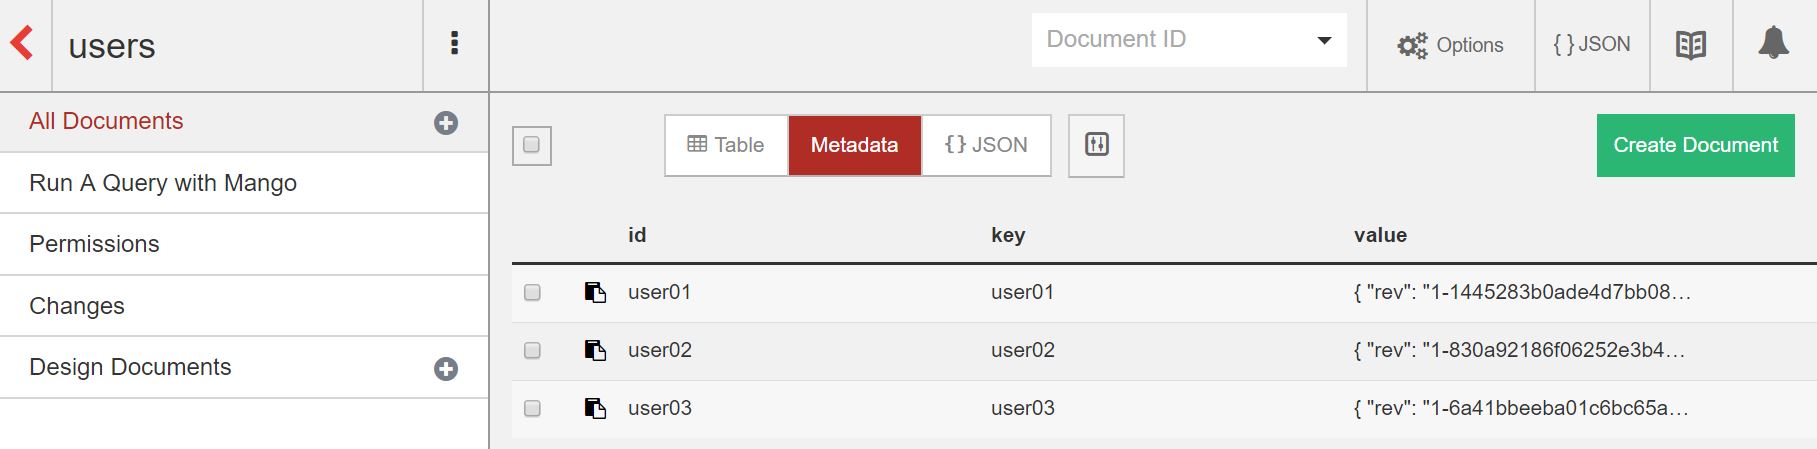 users
Document ID
Options
{ } JSON
All Documents
Run A Query with Mango
Permissions
Changes
Design Documents
Table
Metadata
{ } JSON
Create Document
id key value
user01 user01 { "rev": "1-1445283b0ade4d7bb08...
user02 user02 { "rev": "1-830a92186f06252e3b4...
user03 user03 { "rev": "1-6a41bbeeba01c6bc65a...